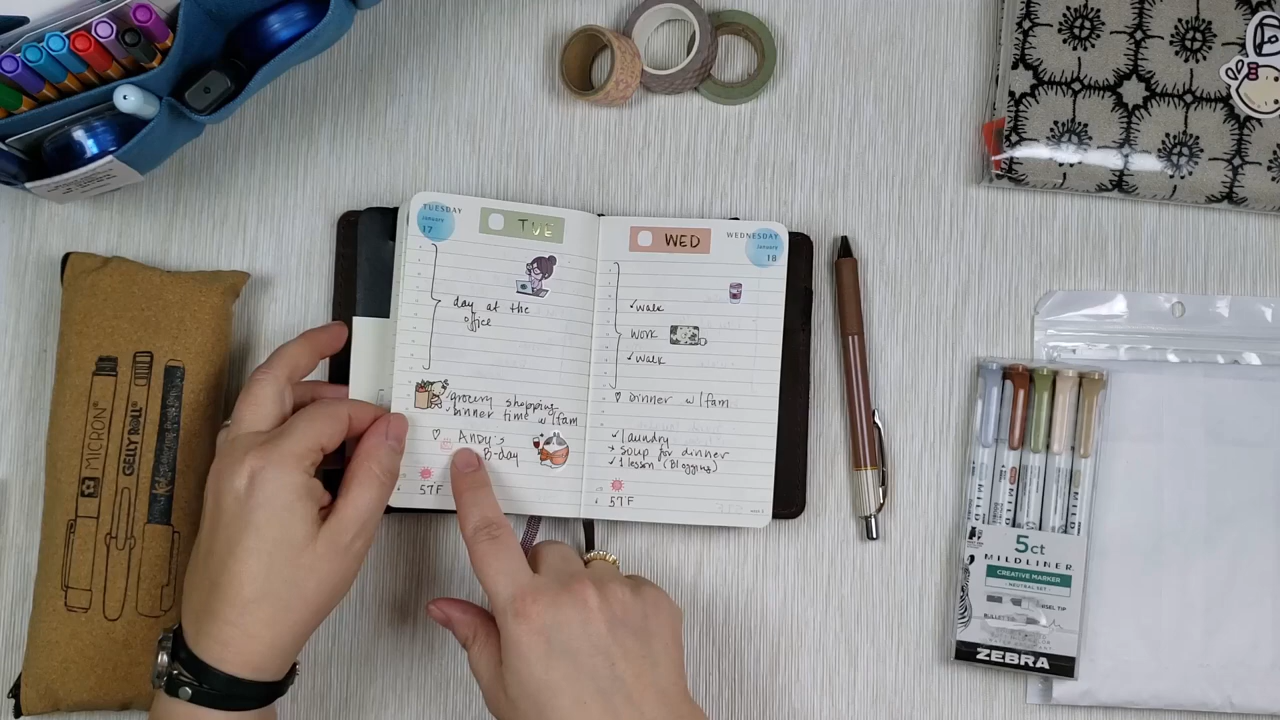 TUESDAY
January
17
TUE
day at the
office
grocery shopping
dinner time w/fam
♡ Andy's
B-day
57°F
WED
WEDNESDAY
January
18
✓walk
work
✓walk
♡ Dinner w/fam
✓laundry
→ soup for dinner
✓ 1 lesson (Blogging)
57°F
MICRON
GELLY ROLL
5ct
MILDLINER
CREATIVE MARKER
NEUTRAL SET
ZEBRA